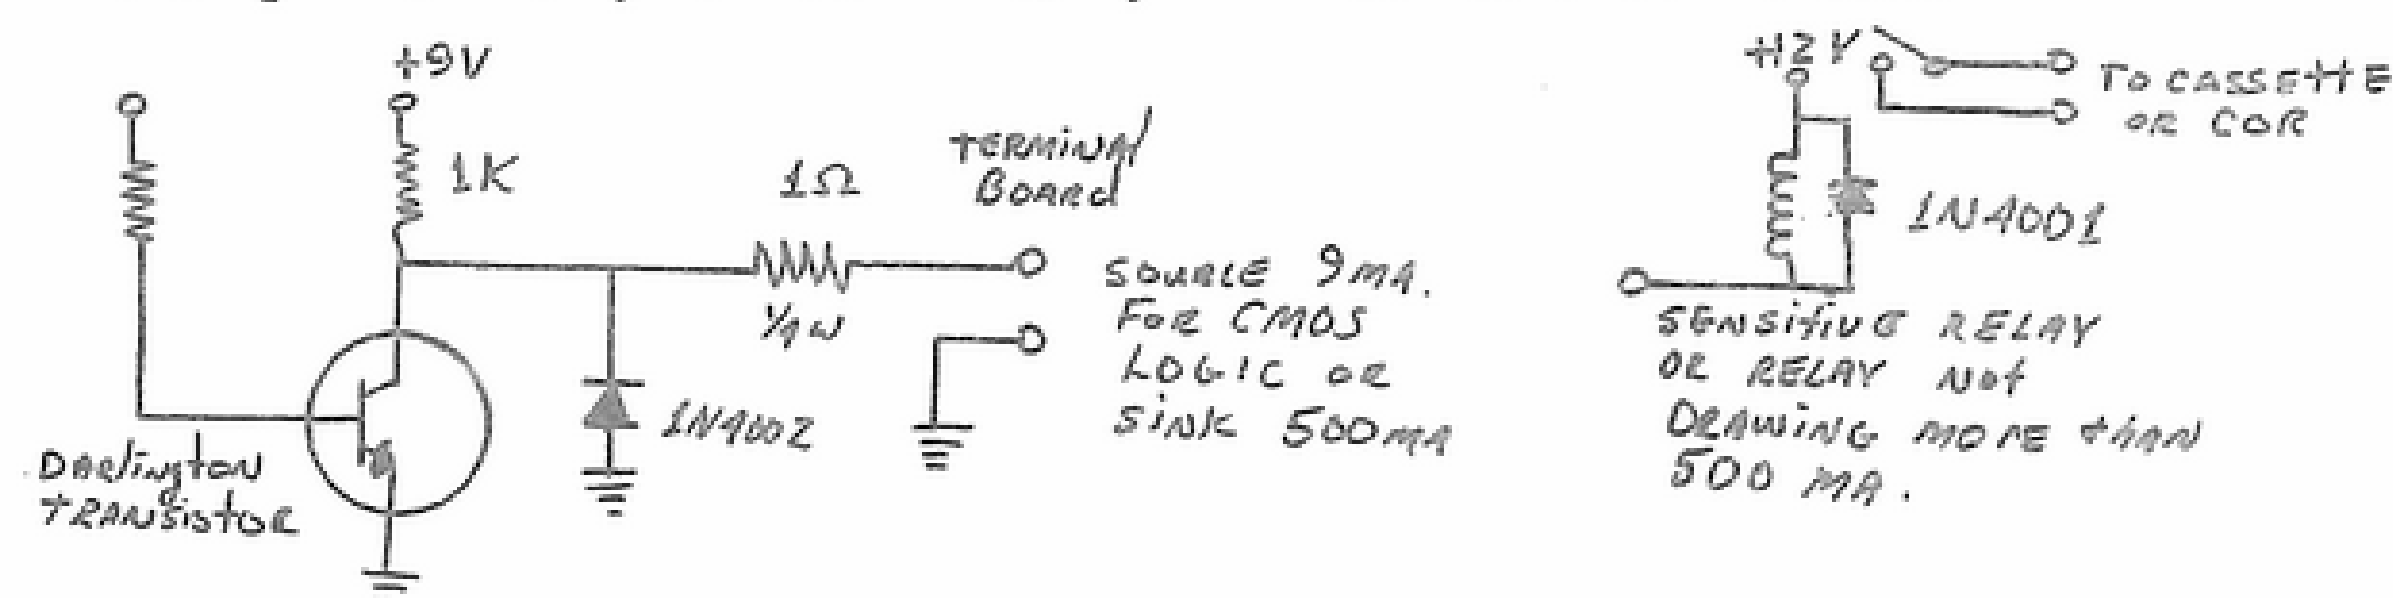 +9V
1K
1Ω
1/4W
TERMINAL
BOARD
1N4002
DARlington
TRANSistor
SOURCE 9MA.
FOR CMOS
LOGIC OR
SINK 500MA
+12V
TO CASSETTE
OR COR
1N4001
SENSitivE RELAY
OR RELAY Not
DRAWING MORE tHAN
500 MA.